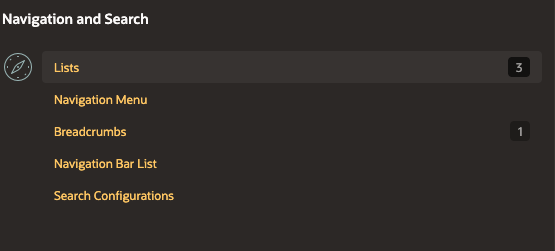 Navigation and Search
Lists 3
Navigation Menu
Breadcrumbs 1
Navigation Bar List
Search Configurations